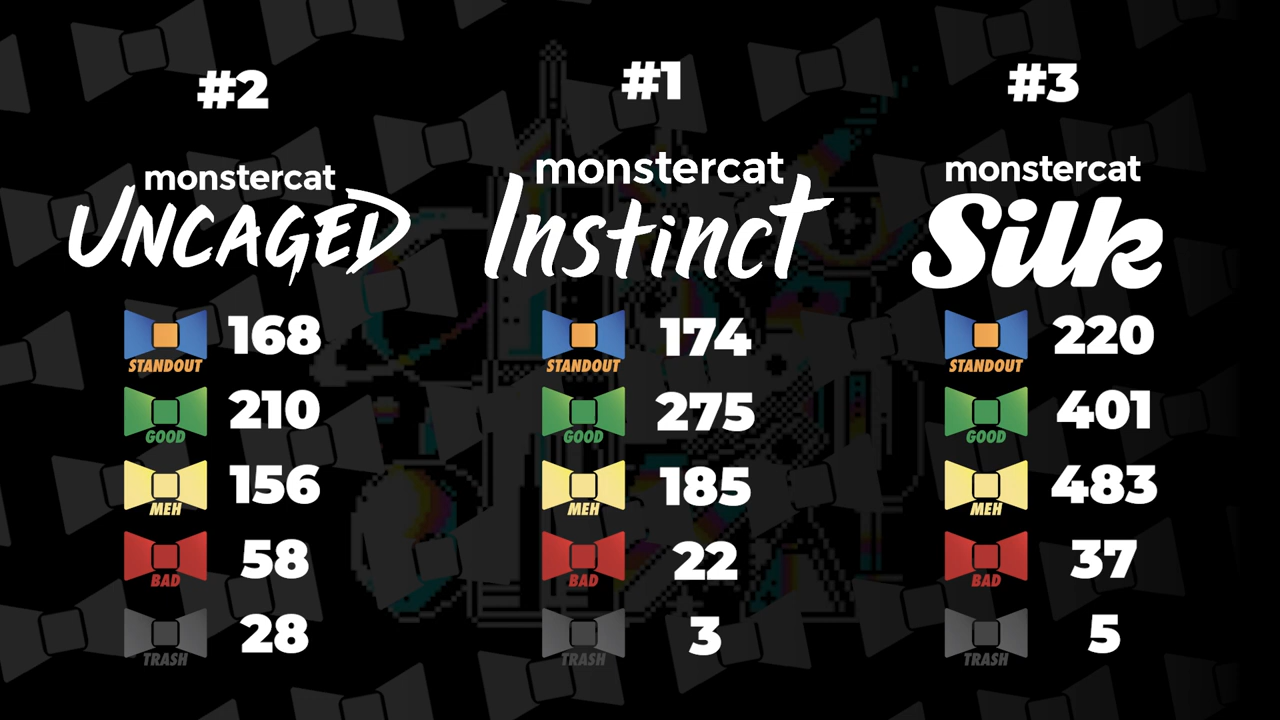 #2
monstercat
UNCAGED
STANDOUT 168
GOOD 210
MEH 156
BAD 58
TRASH 28
#1
monstercat
Instinct
STANDOUT 174
GOOD 275
MEH 185
BAD 22
TRASH 3
#3
monstercat
Silk
STANDOUT 220
GOOD 401
MEH 483
BAD 37
TRASH 5